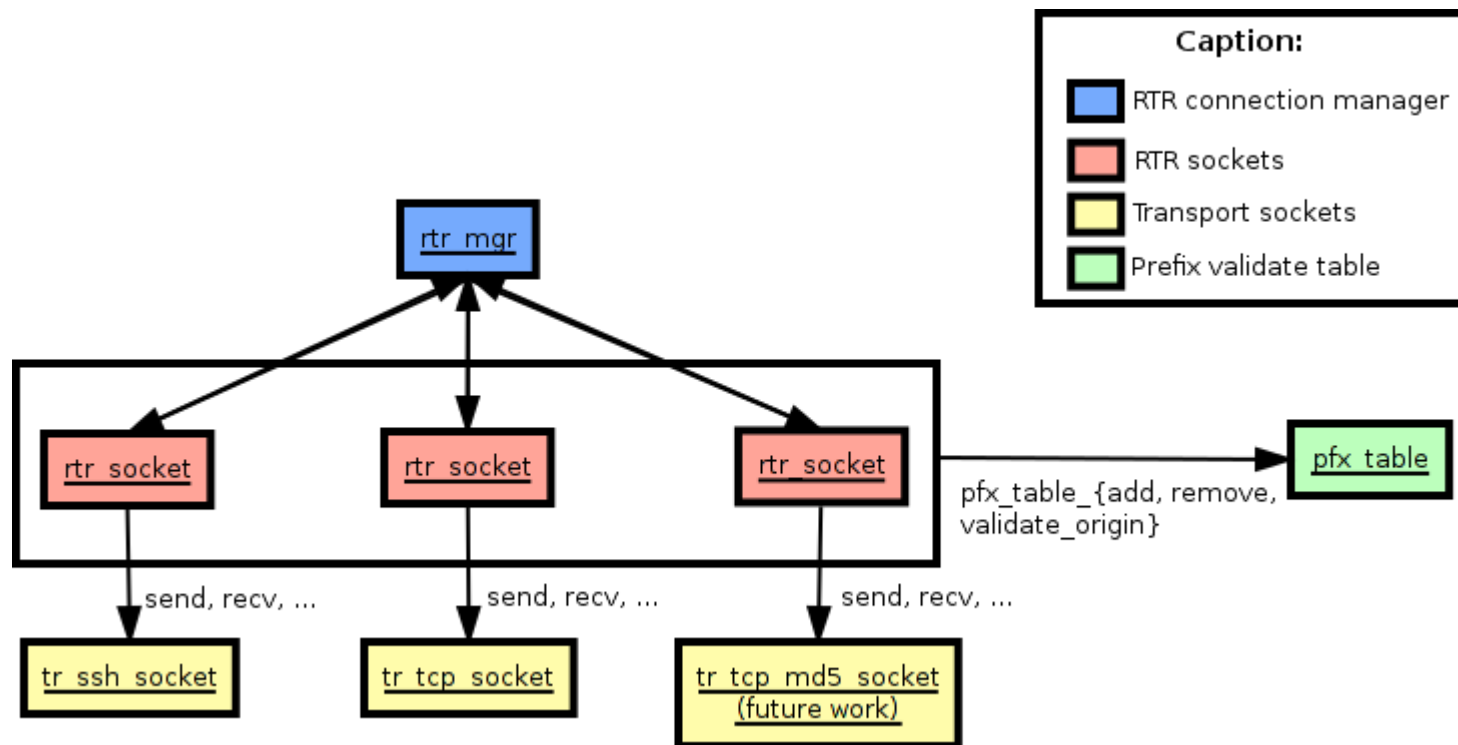 Caption:
RTR connection manager
RTR sockets
Transport sockets
Prefix validate table
rtr_mgr
rtr_socket
rtr_socket
rtr_socket
pfx_table
pfx_table_{add, remove,
validate_origin}
send, recv, ...
send, recv, ...
send, recv, ...
tr_ssh_socket
tr_tcp_socket
tr_tcp_md5_socket
(future work)